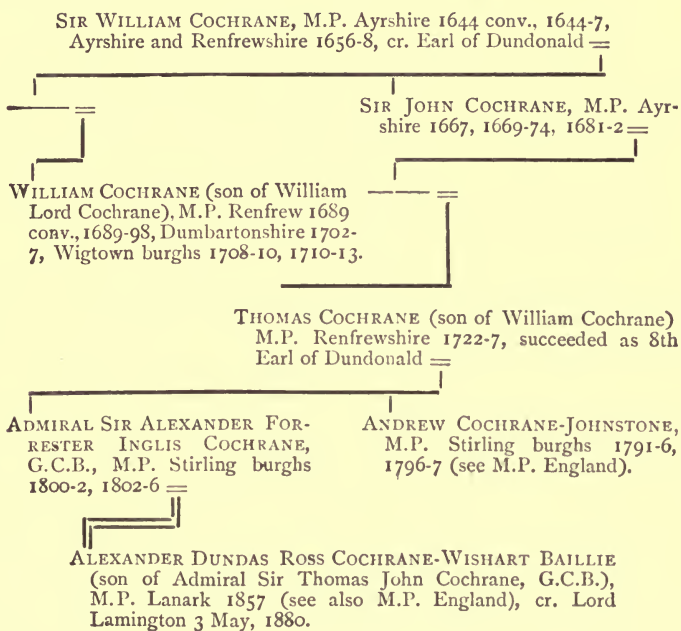 SIR WILLIAM COCHRANE, M.P. Ayrshire 1644 conv., 1644-7,
Ayrshire and Renfrewshire 1656-8, cr. Earl of Dundonald =
SIR JOHN COCHRANE, M.P. Ayr-
shire 1667, 1669-74, 1681-2 =
WILLIAM COCHRANE (son of William
Lord Cochrane), M.P. Renfrew 1689
conv., 1689-98, Dumbartonshire 1702-
7, Wigtown burghs 1708-10, 1710-13.
THOMAS COCHRANE (son of William Cochrane)
M.P. Renfrewshire 1722-7, succeeded as 8th
Earl of Dundonald =
ADMIRAL SIR ALEXANDER FOR-
RESTER INGLIS COCHRANE,
G.C.B., M.P. Stirling burghs
1800-2, 1802-6 =
ANDREW COCHRANE-JOHNSTONE,
M.P. Stirling burghs 1791-6,
1796-7 (see M.P. England).
ALEXANDER DUNDAS ROSS COCHRANE-WISHART BAILLIE
(son of Admiral Sir Thomas John Cochrane, G.C.B.),
M.P. Lanark 1857 (see also M.P. England), cr. Lord
Lamington 3 May, 1880.